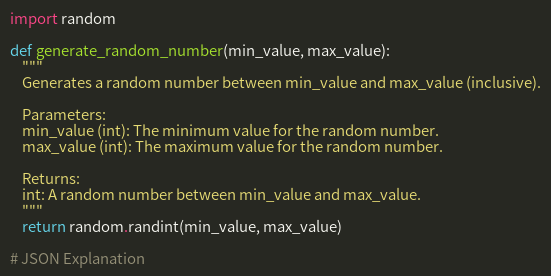 import random

def generate_random_number(min_value, max_value):
    """
    Generates a random number between min_value and max_value (inclusive).

    Parameters:
    min_value (int): The minimum value for the random number.
    max_value (int): The maximum value for the random number.

    Returns:
    int: A random number between min_value and max_value.
    """
    return random.randint(min_value, max_value)

# JSON Explanation